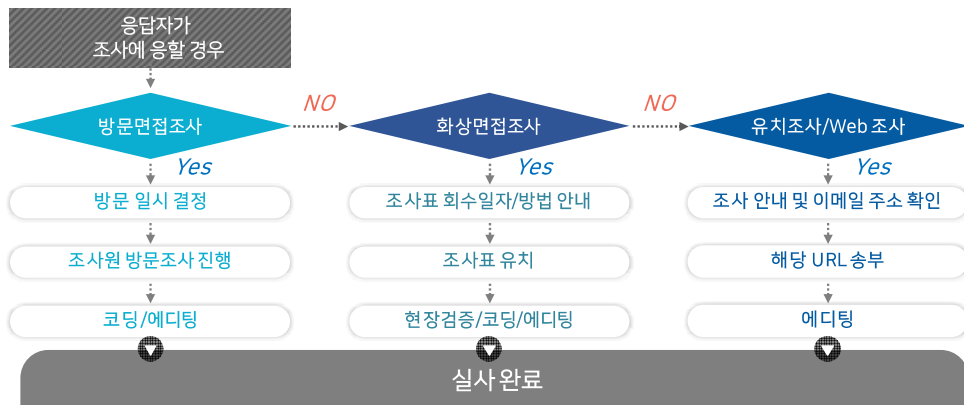 응답자가
조사에 응할 경우
방문면접조사
NO
화상면접조사
NO
유치조사/Web 조사
Yes
Yes
Yes
방문 일시 결정
조사표 회수일자/방법 안내
조사 안내 및 이메일 주소 확인
조사원 방문조사 진행
조사표 유치
해당 URL 송부
코딩/에디팅
현장검증/코딩/에디팅
에디팅
실사 완료